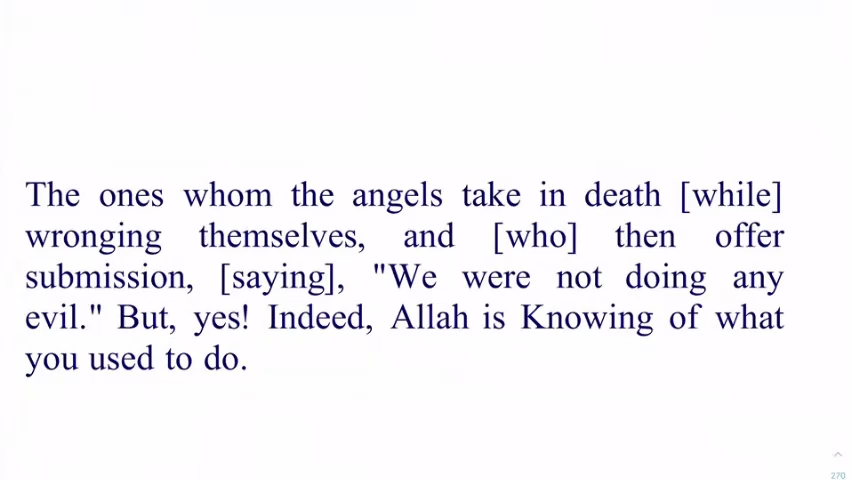 The ones whom the angels take in death [while]
wronging themselves, and [who] then offer
submission, [saying], "We were not doing any
evil." But, yes! Indeed, Allah is Knowing of what
you used to do.
270